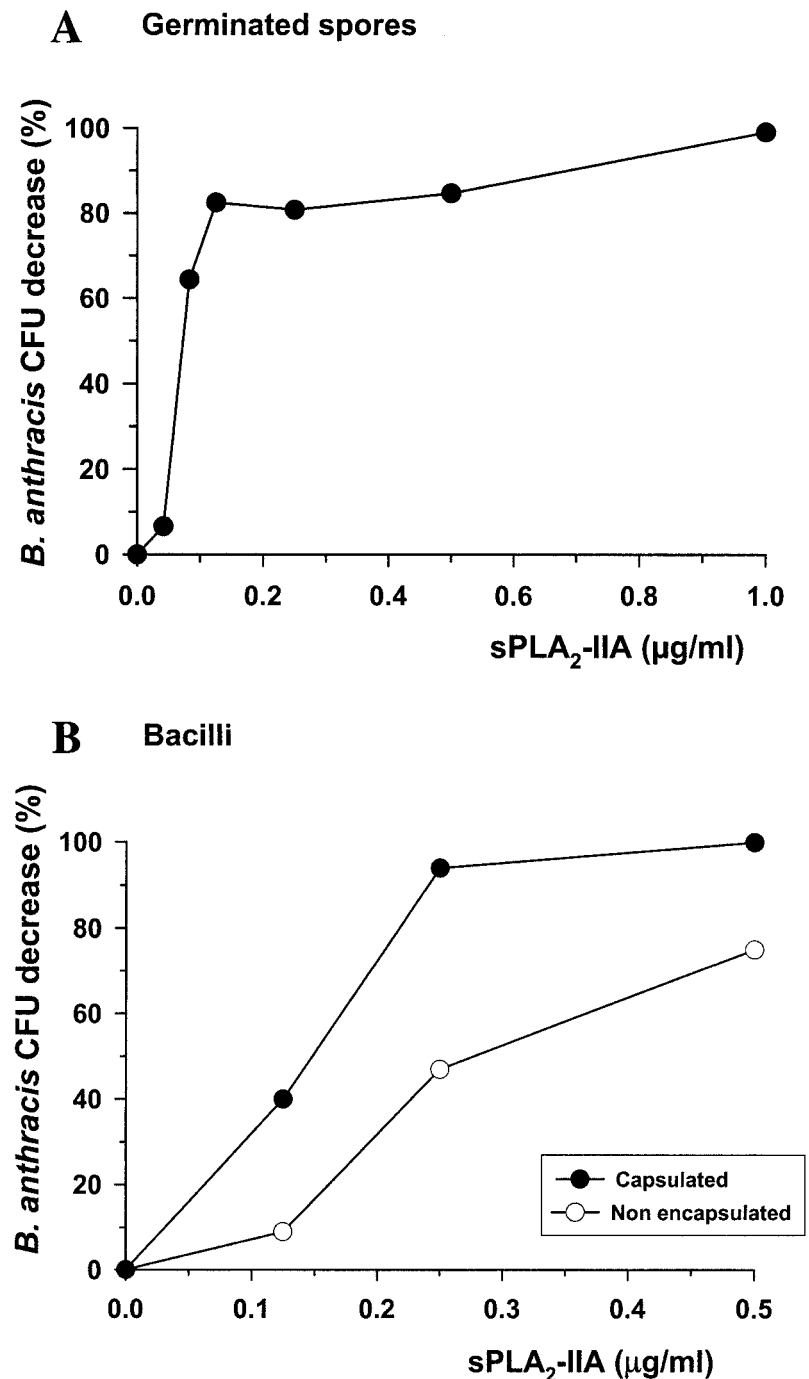 A Germinated spores
B. anthracis CFU decrease (%)
100
80
60
40
20
0
0.0 0.2 0.4 0.6 0.8 1.0
sPLA₂-IIA (µg/ml)
B Bacilli
B. anthracis CFU decrease (%)
100
80
60
40
20
0
Capsulated
Non encapsulated
0.0 0.1 0.2 0.3 0.4 0.5
sPLA₂-IIA (µg/ml)